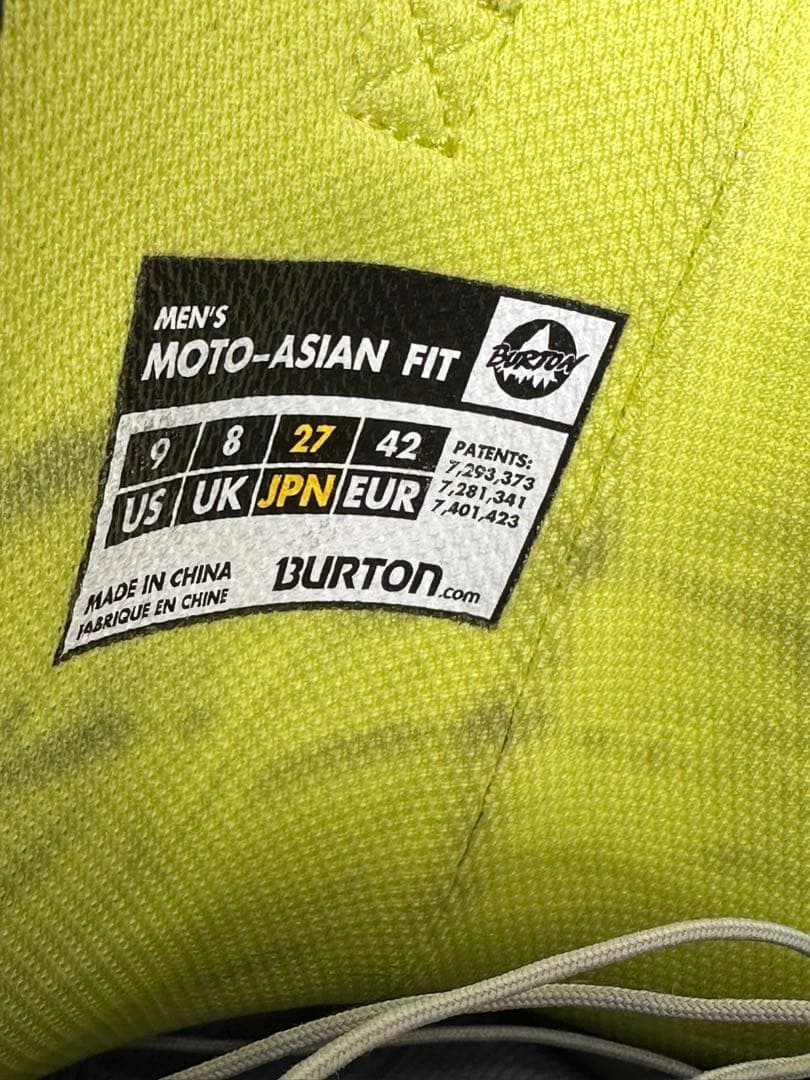 MEN'S
MOTO-ASIAN FIT
BURTON
9 8 27 42
US UK JPN EUR
PATENTS:
7,293,373
7,281,341
7,401,423
MADE IN CHINA
FABRIQUE EN CHINE
BURTON.com